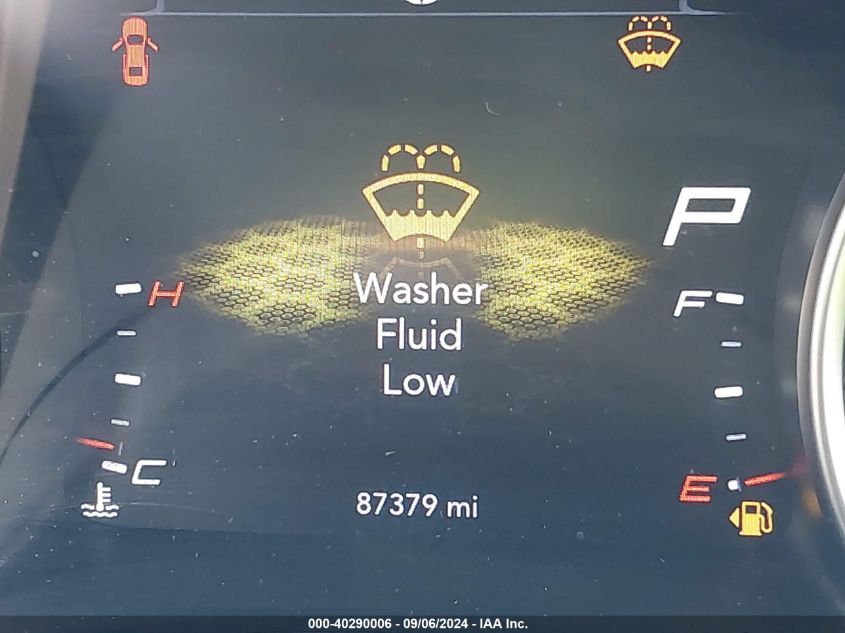 P
H
F
Washer
Fluid
Low
C
E
87379 mi
000-40290006 - 09/06/2024 - IAA Inc.